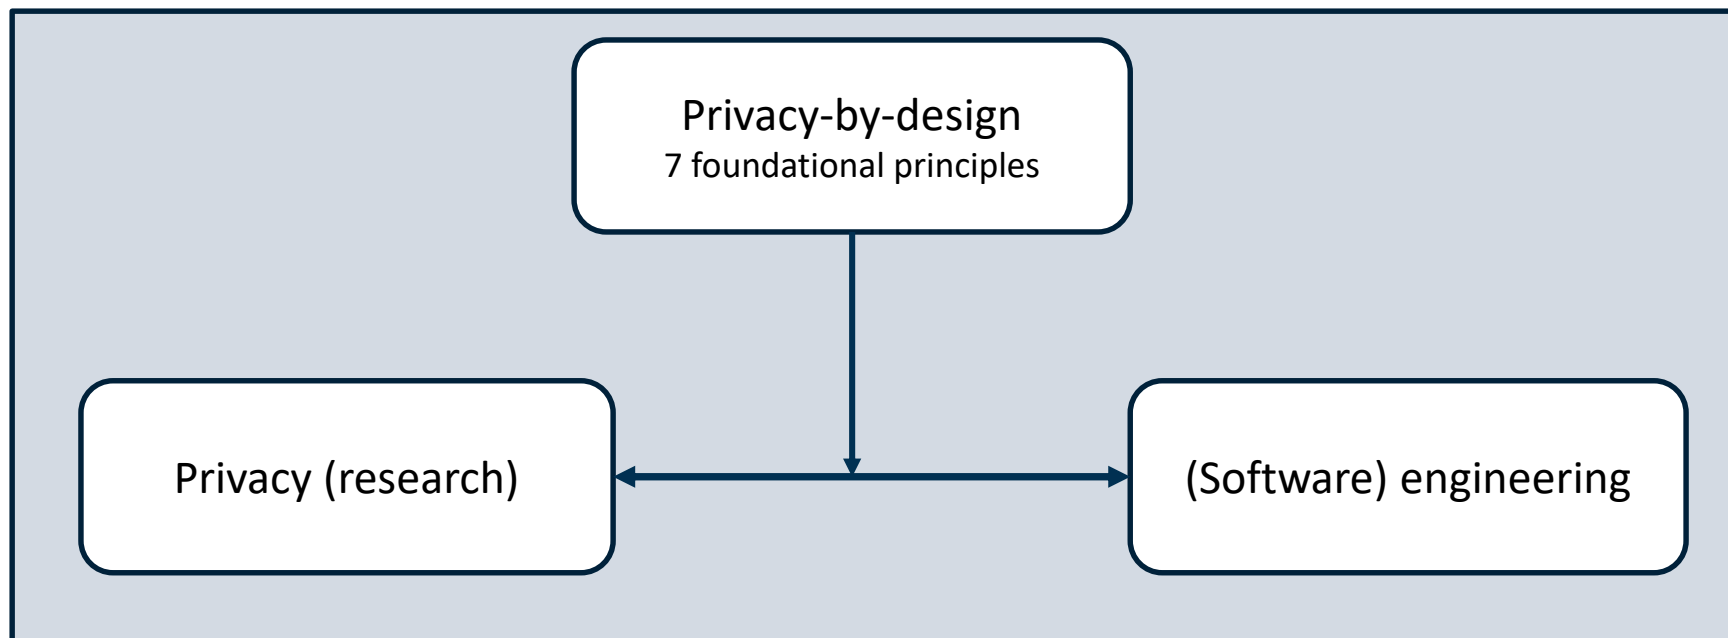 Privacy-by-design
7 foundational principles
Privacy (research)
(Software) engineering